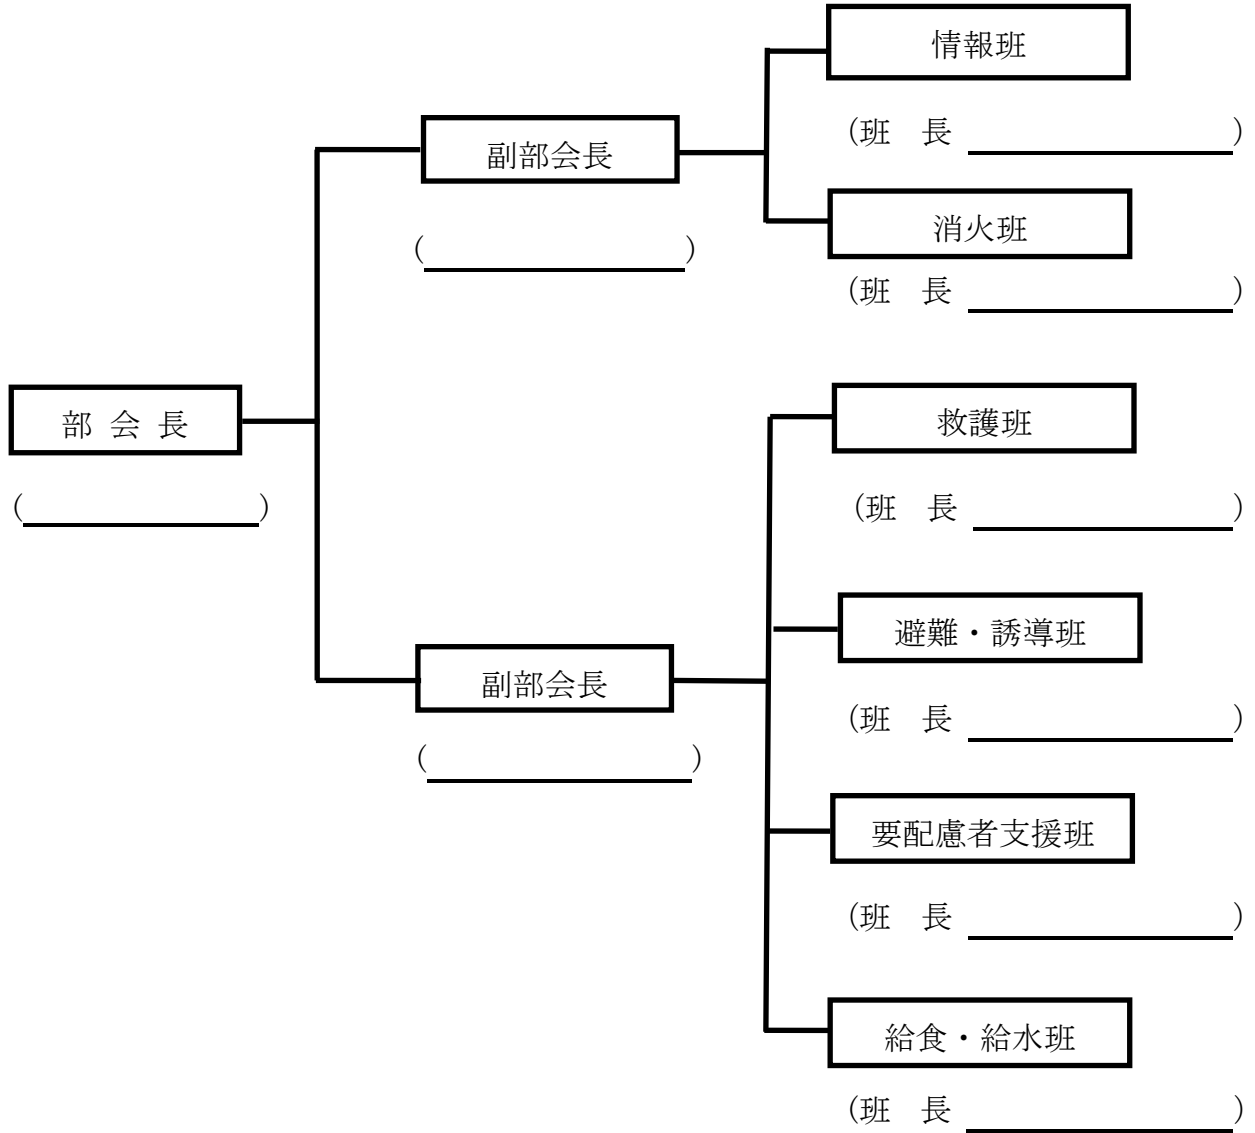 情報班
(班　長　　　　　　　　)
副部会長
(　　　　　　　　)
消火班
(班　長　　　　　　　　)
部 会 長
(　　　　　　　　)
救護班
(班　長　　　　　　　　)
避難・誘導班
(班　長　　　　　　　　)
副部会長
(　　　　　　　　)
要配慮者支援班
(班　長　　　　　　　　)
給食・給水班
(班　長　　　　　　　　)